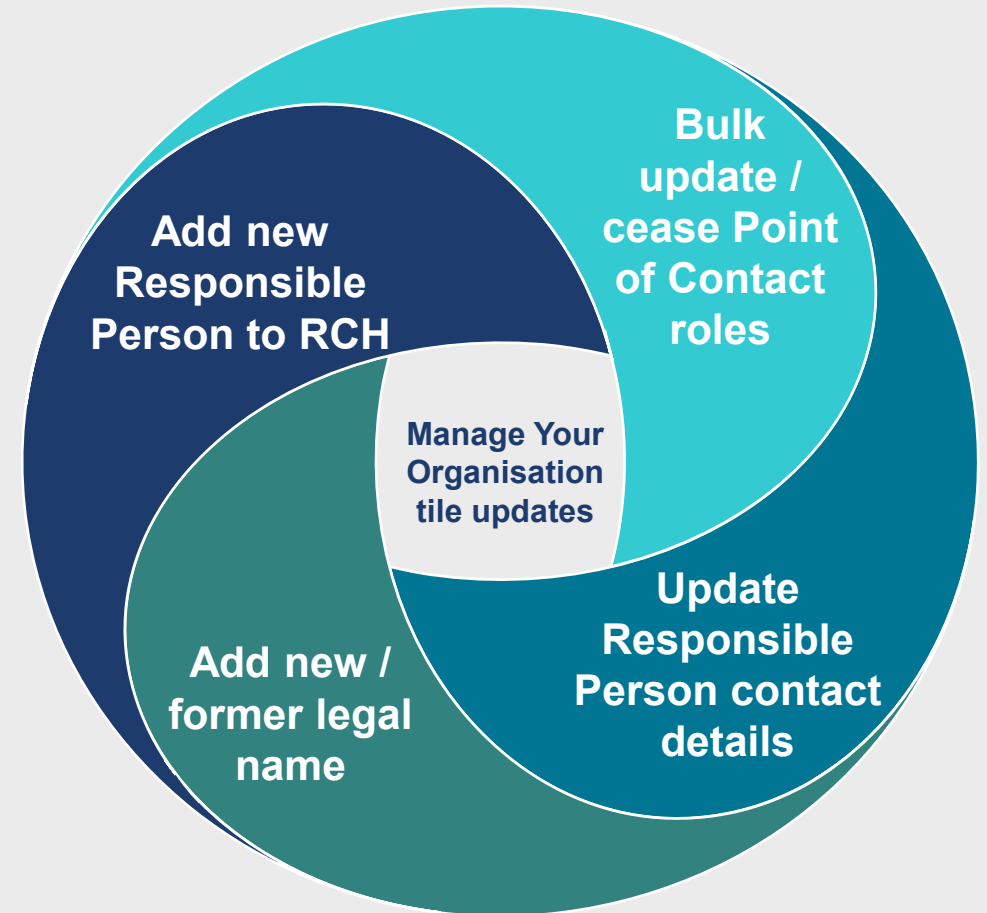 Bulk
update /
cease Point
of Contact
roles
Add new
Responsible
Person to RCH
Manage Your
Organisation
tile updates
Update
Responsible
Person contact
details
Add new /
former legal
name